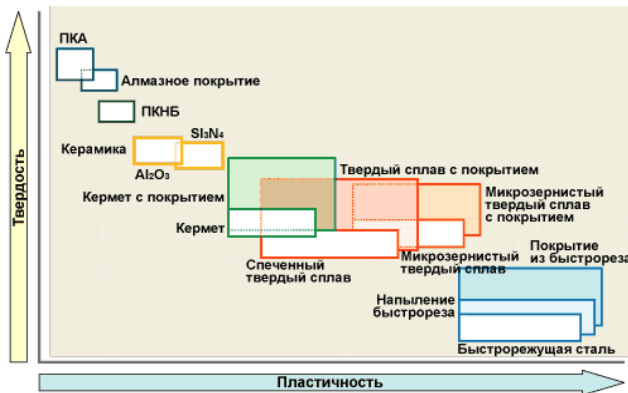 ПКА
Алмазное покрытие
ПКНБ
SI₃N₄
Керамика
Al₂O₃
Твердый сплав с покрытием
Кермет с покрытием
Микрозернистый
твердый сплав
с покрытием
Кермет
Спеченный
твердый сплав
Микрозернистый
твердый сплав
Покрытие
из быстрореза
Напыление
быстрореза
Быстрорежущая сталь
Твердость
Пластичность